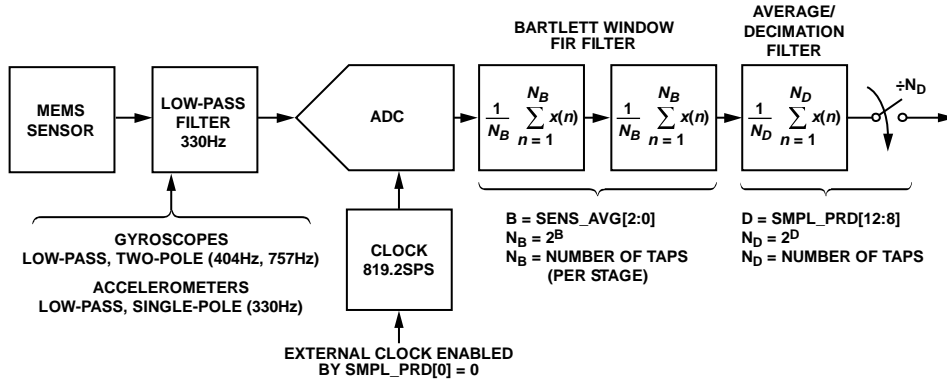 BARTLETT WINDOW
FIR FILTER
AVERAGE/
DECIMATION
FILTER
MEMS
SENSOR
LOW-PASS
FILTER
330Hz
ADC
1/N_B N_B ∑ n = 1 x(n)
1/N_B N_B ∑ n = 1 x(n)
1/N_D N_D ∑ n = 1 x(n)
÷N_D
GYROSCOPES
LOW-PASS, TWO-POLE (404Hz, 757Hz)
ACCELEROMETERS
LOW-PASS, SINGLE-POLE (330Hz)
CLOCK
819.2SPS
EXTERNAL CLOCK ENABLED
BY SMPL_PRD[0] = 0
B = SENS_AVG[2:0]
N_B = 2^B
N_B = NUMBER OF TAPS
(PER STAGE)
D = SMPL_PRD[12:8]
N_D = 2^D
N_D = NUMBER OF TAPS